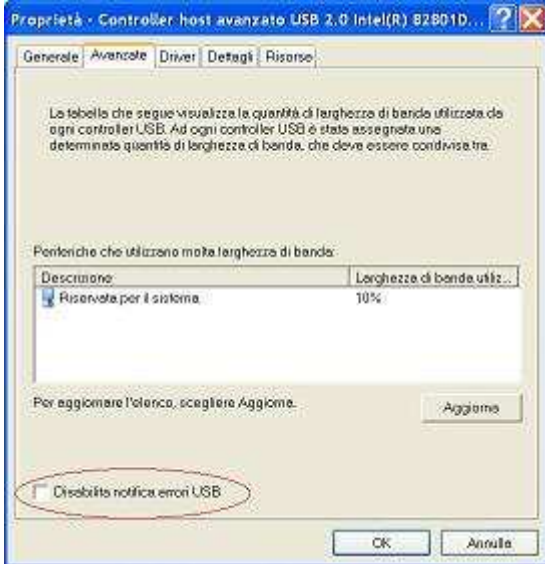 Proprietà - Controller host avanzato USB 2.0 Intel(R) 82801D...
Generale Avanzate Driver Dettagli Risorse
La tabella che segue visualizza la quantità di larghezza di banda utilizzata da
ogni controller USB. Ad ogni controller USB è stata assegnata una
determinata quantità di larghezza di banda, che deve essere condivisa tra.
Periferiche che utilizzano molta larghezza di banda:
Descrizione Larghezza di banda utiliz...
Riservata per il sistema 10%
Per aggiornare l'elenco, scegliere Aggiorna. Aggiorna
Disabilita notifica errori USB
OK Annulla